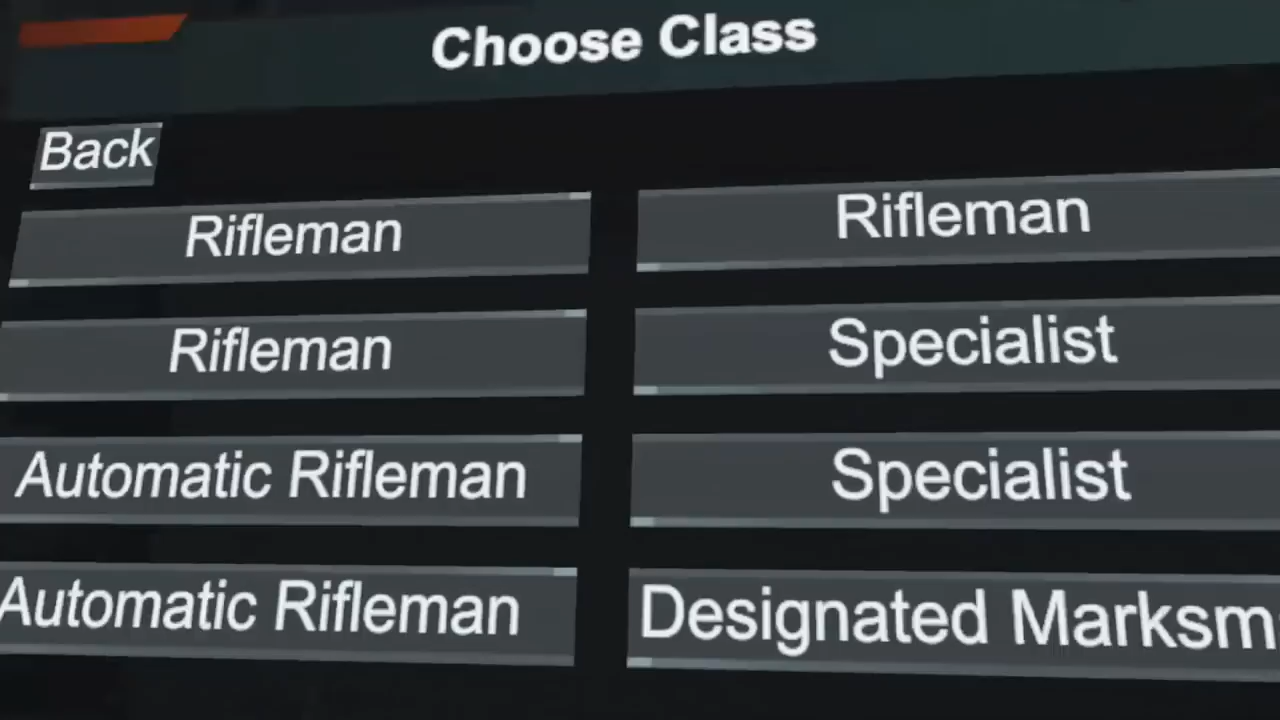 Choose Class
Back
Rifleman
Rifleman
Rifleman
Specialist
Automatic Rifleman
Specialist
Automatic Rifleman
Designated Marksm